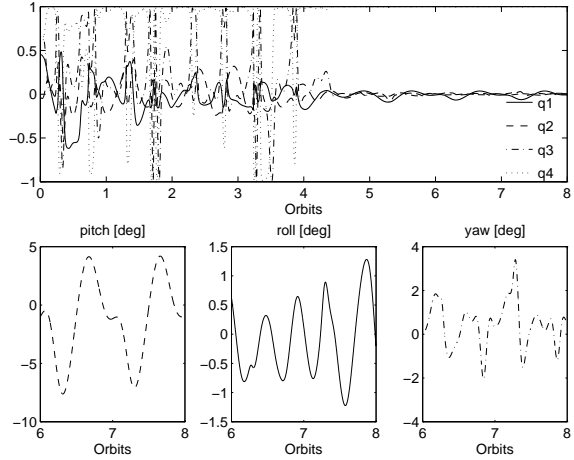 1
0.5
0
−0.5
−1
0 1 2 3 4 5 6 7 8
Orbits
q1
q2
q3
q4
pitch [deg]
5
0
−5
−10
6 7 8
Orbits
roll [deg]
1.5
1
0.5
0
−0.5
−1
−1.5
6 7 8
Orbits
yaw [deg]
4
2
0
−2
−4
6 7 8
Orbits